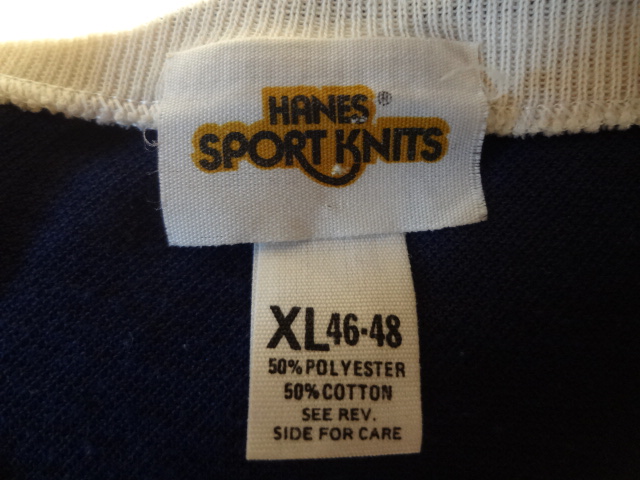 HANES®
SPORT KNITS
XL 46-48
50% POLYESTER
50% COTTON
SEE REV.
SIDE FOR CARE